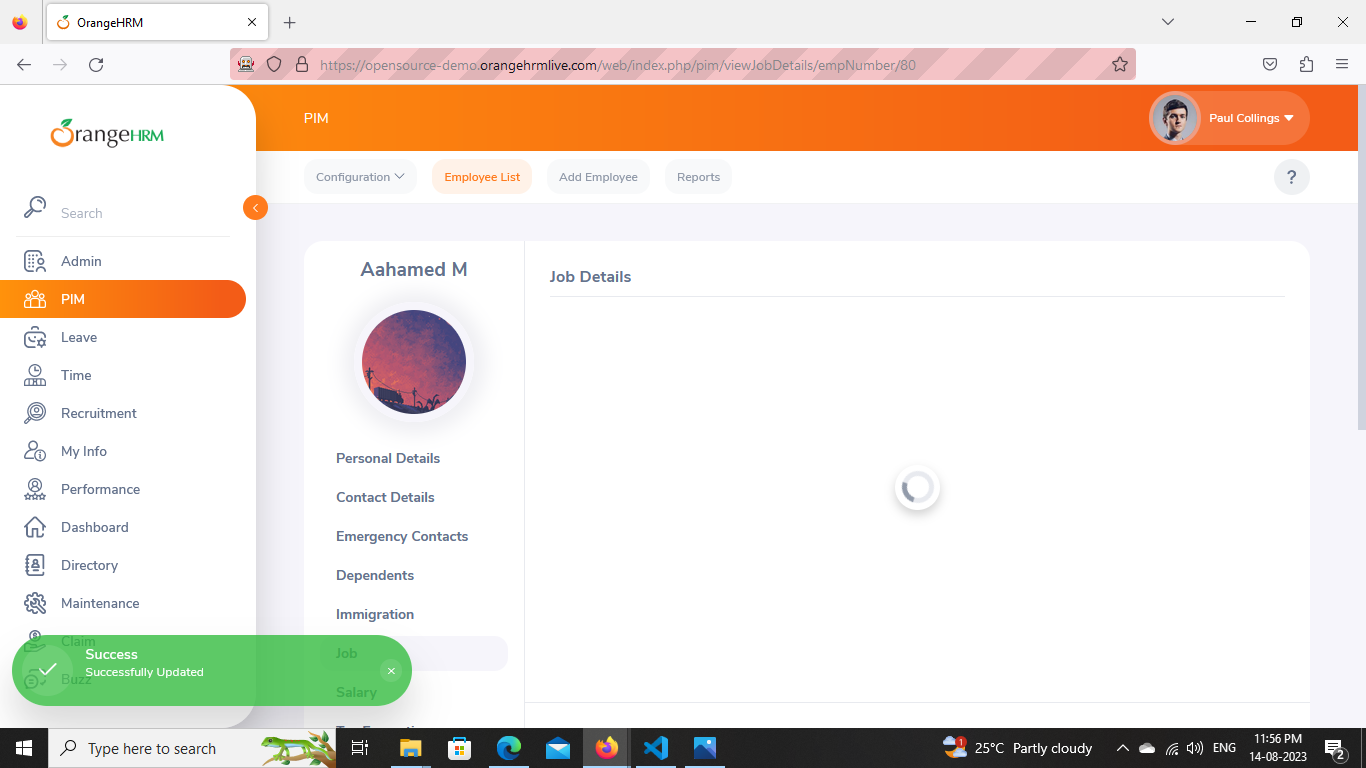 OrangeHRM
https://opensource-demo.orangehrmlive.com/web/index.php/pim/viewJobDetails/empNumber/80
OrangeHRM
PIM
Paul Collings
Configuration
Employee List
Add Employee
Reports
?
Search
Admin
PIM
Leave
Time
Recruitment
My Info
Performance
Dashboard
Directory
Maintenance
Claim
Buzz
Aahamed M
Personal Details
Contact Details
Emergency Contacts
Dependents
Immigration
Job
Salary
Job Details
Success
Successfully Updated
Type here to search
1
25°C Partly cloudy
ENG
11:56 PM
14-08-2023
2